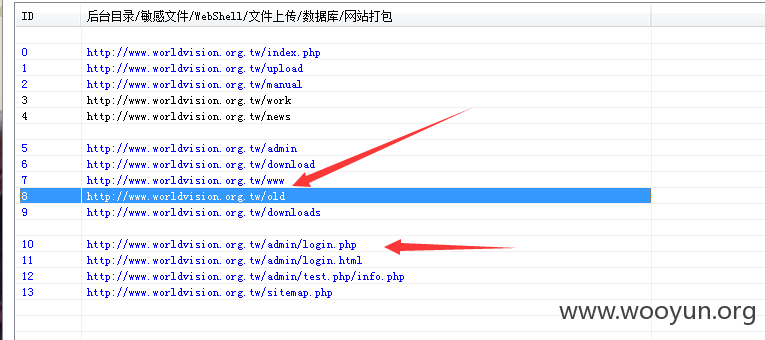 ID 后台目录/敏感文件/WebShell/文件上传/数据库/网站打包
0 http://www.worldvision.org.tw/index.php
1 http://www.worldvision.org.tw/upload
2 http://www.worldvision.org.tw/manual
3 http://www.worldvision.org.tw/work
4 http://www.worldvision.org.tw/news
5 http://www.worldvision.org.tw/admin
6 http://www.worldvision.org.tw/download
7 http://www.worldvision.org.tw/www
8 http://www.worldvision.org.tw/old
9 http://www.worldvision.org.tw/downloads
10 http://www.worldvision.org.tw/admin/login.php
11 http://www.worldvision.org.tw/admin/login.html
12 http://www.worldvision.org.tw/admin/test.php/info.php
13 http://www.worldvision.org.tw/sitemap.php
www.wooyun.org